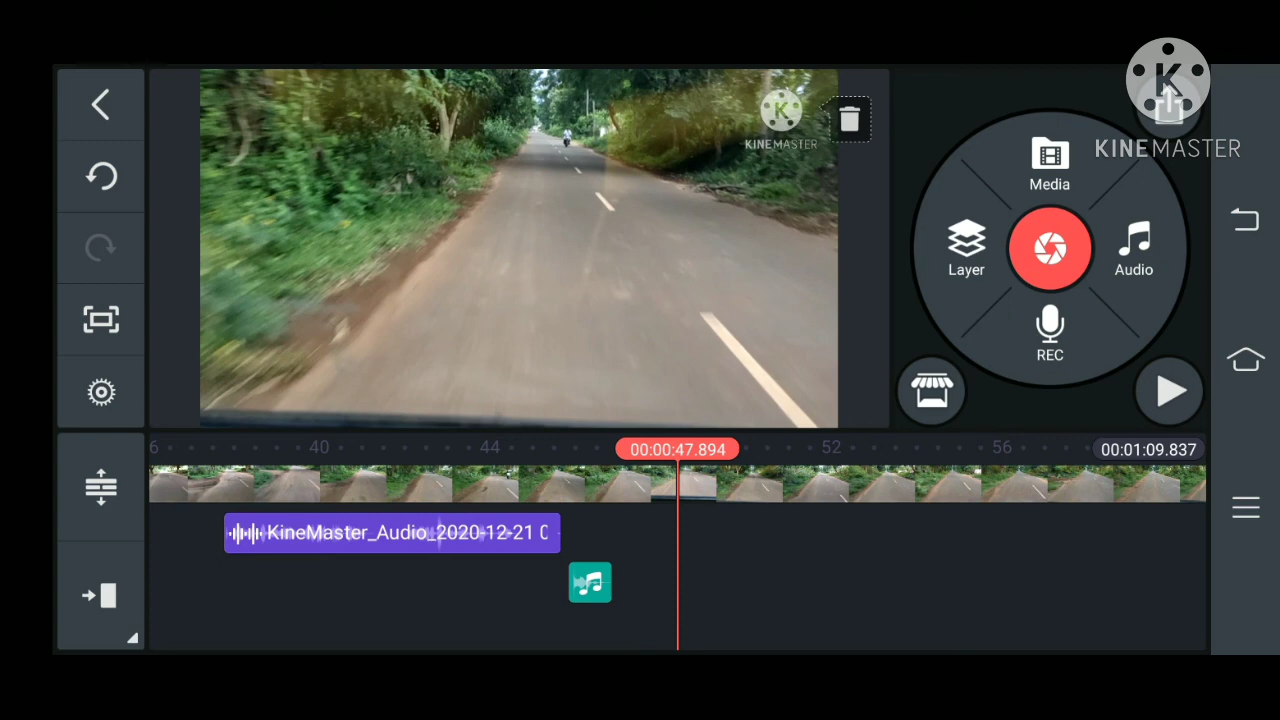 KINEMASTER
KINEMASTER
Media
Layer
Audio
REC
6 40 44 00:00:47.894 52 56 00:01:09.837
KineMaster_Audio_2020-12-21